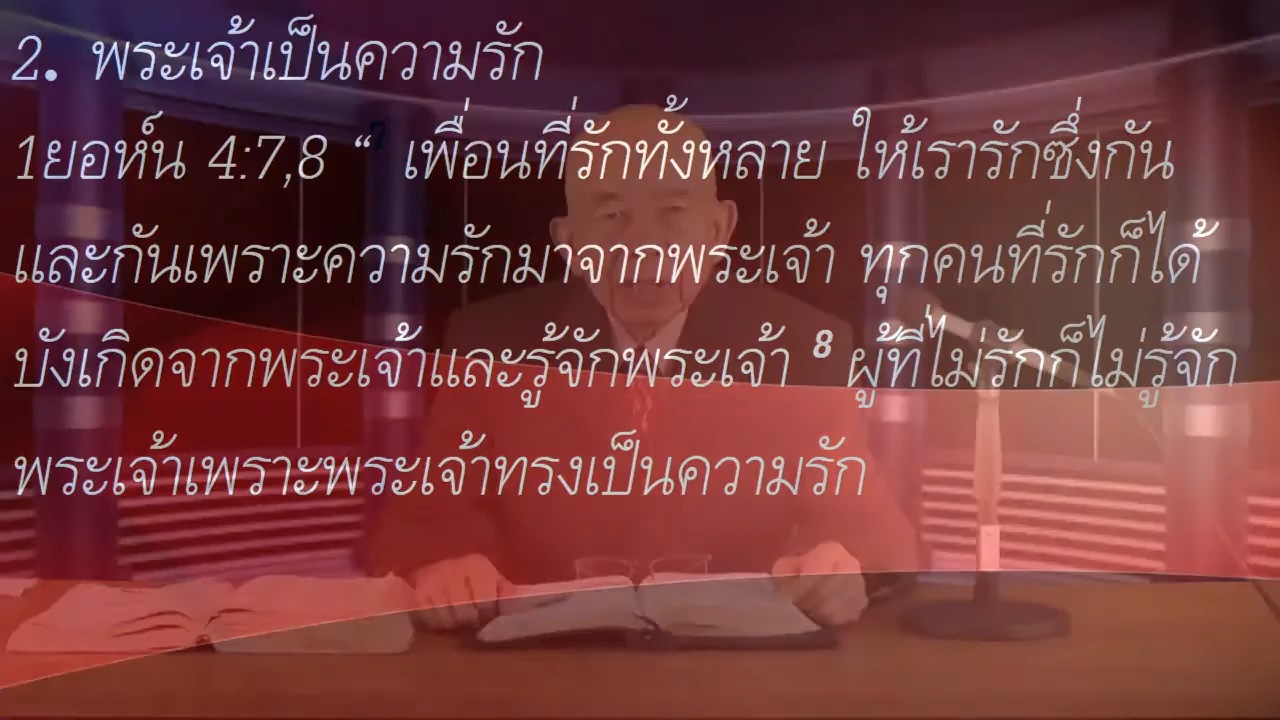 2. พระเจ้าเป็นความรัก
1ยอห์น 4:7,8 “ 7 เพื่อนที่รักทั้งหลาย ให้เรารักซึ่งกัน
และกันเพราะความรักมาจากพระเจ้า ทุกคนที่รักก็ได้
บังเกิดจากพระเจ้าและรู้จักพระเจ้า 8 ผู้ที่ไม่รักก็ไม่รู้จัก
พระเจ้าเพราะพระเจ้าทรงเป็นความรัก